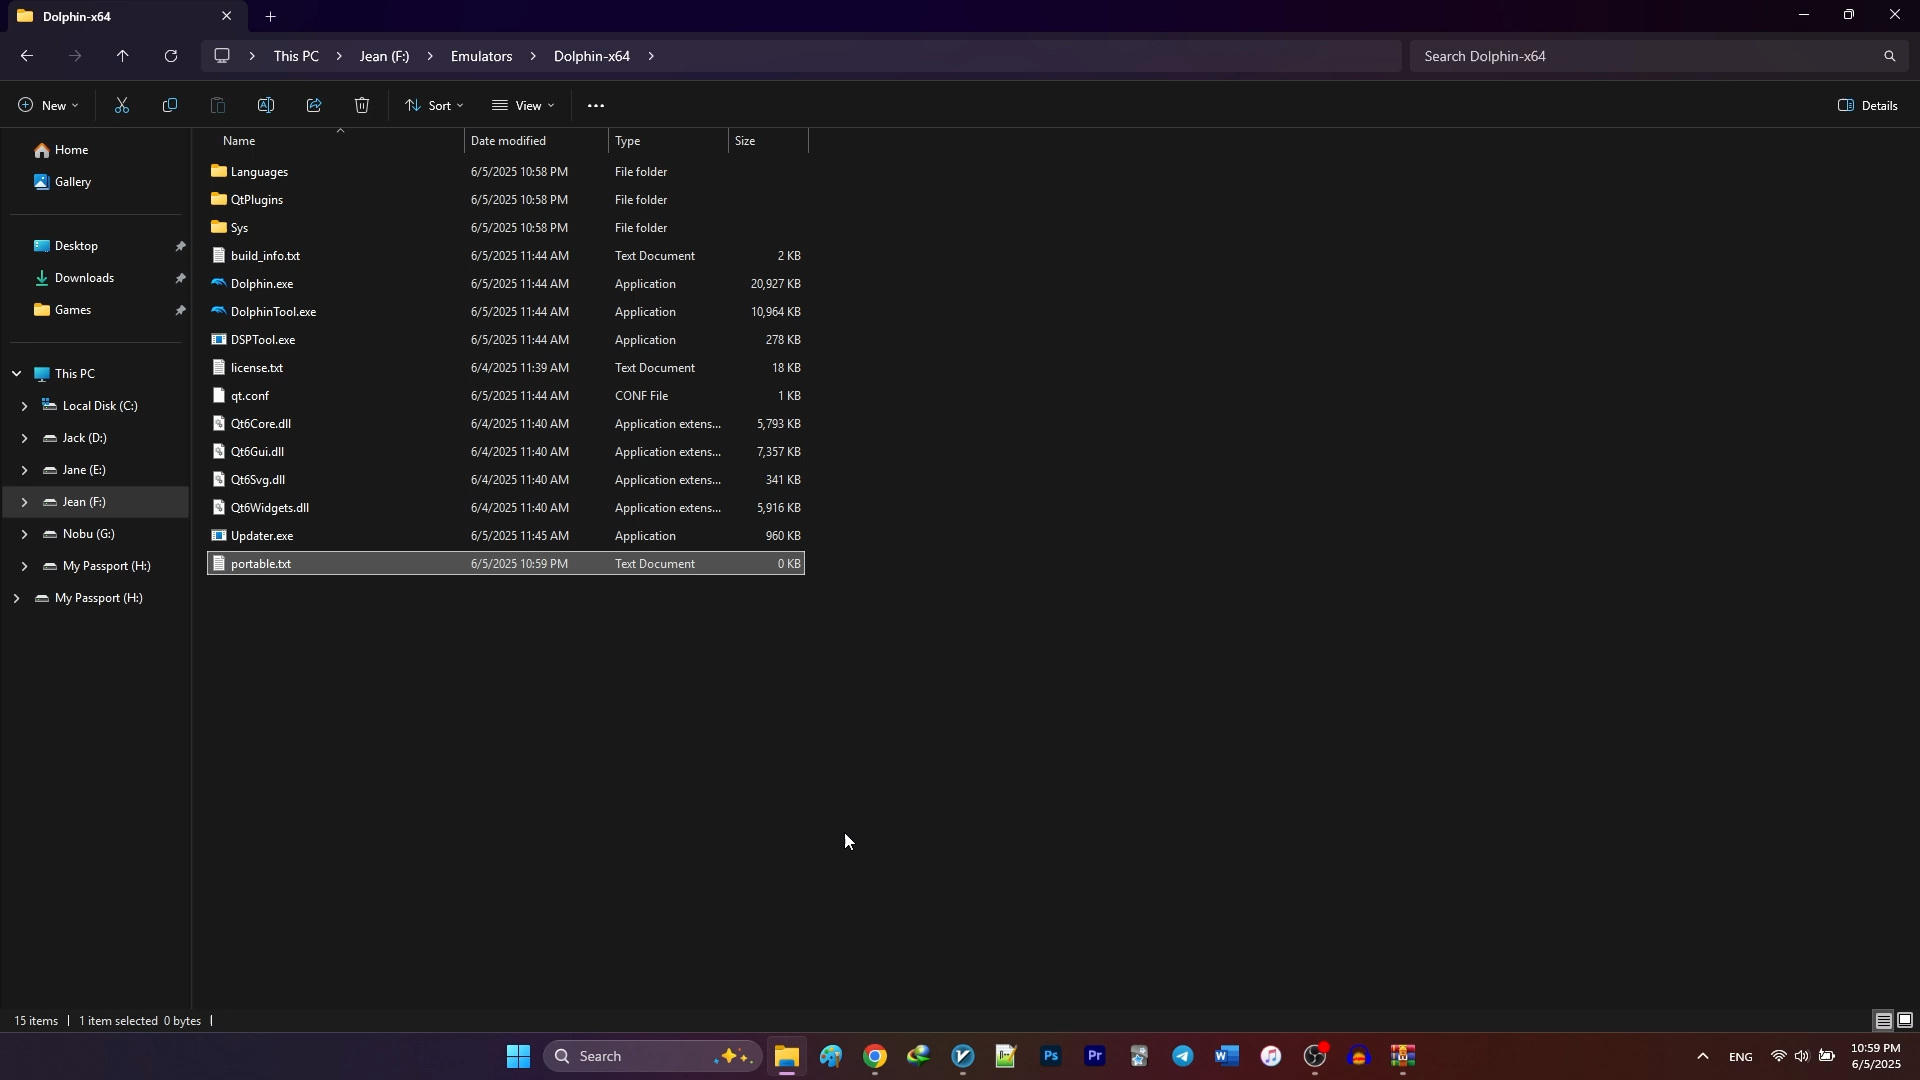 Dolphin-x64
This PC
Jean (F:)
Emulators
Dolphin-x64
Search Dolphin-x64
New
Sort
View
Details
Home
Gallery
Desktop
Downloads
Games
This PC
Local Disk (C:)
Jack (D:)
Jane (E:)
Jean (F:)
Nobu (G:)
My Passport (H:)
My Passport (H:)
Name Date modified Type Size
Languages 6/5/2025 10:58 PM File folder
QtPlugins 6/5/2025 10:58 PM File folder
Sys 6/5/2025 10:58 PM File folder
build_info.txt 6/5/2025 11:44 AM Text Document 2 KB
Dolphin.exe 6/5/2025 11:44 AM Application 20,927 KB
DolphinTool.exe 6/5/2025 11:44 AM Application 10,964 KB
DSPTool.exe 6/5/2025 11:44 AM Application 278 KB
license.txt 6/4/2025 11:39 AM Text Document 18 KB
qt.conf 6/5/2025 11:44 AM CONF File 1 KB
Qt6Core.dll 6/4/2025 11:40 AM Application extens... 5,793 KB
Qt6Gui.dll 6/4/2025 11:40 AM Application extens... 7,357 KB
Qt6Svg.dll 6/4/2025 11:40 AM Application extens... 341 KB
Qt6Widgets.dll 6/4/2025 11:40 AM Application extens... 5,916 KB
Updater.exe 6/5/2025 11:45 AM Application 960 KB
portable.txt 6/5/2025 10:59 PM Text Document 0 KB
15 items 1 item selected 0 bytes
Search
Ps
Pr
W
ENG
10:59 PM
6/5/2025